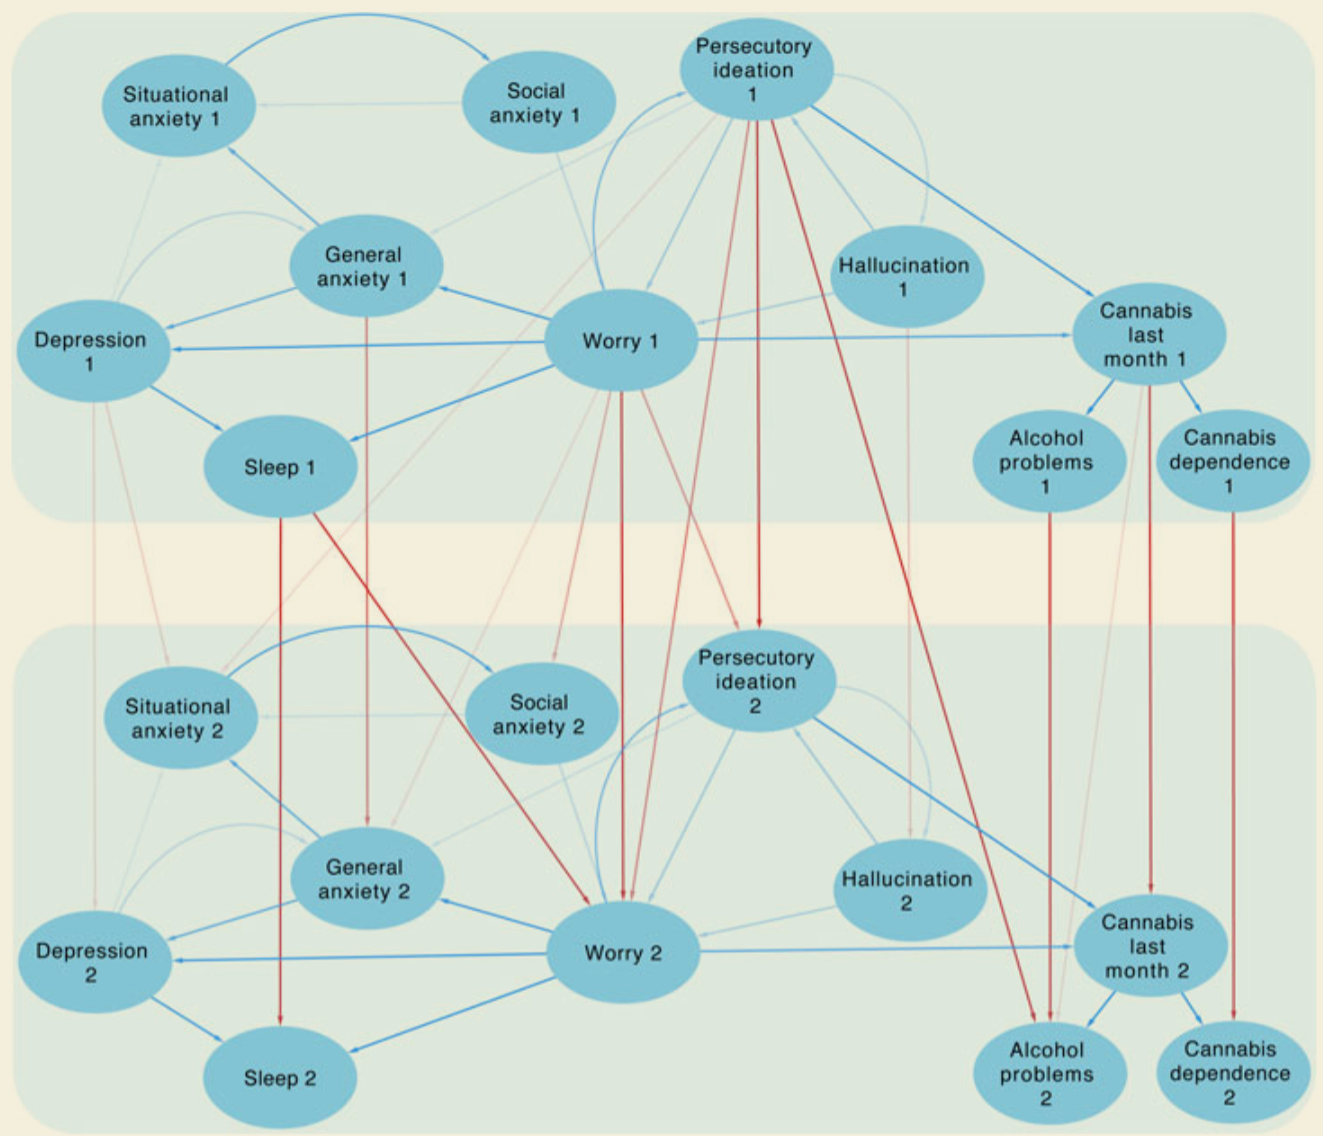 Situational
anxiety 1
Social
anxiety 1
Persecutory
ideation
1
General
anxiety 1
Hallucination
1
Depression
1
Worry 1
Cannabis
last
month 1
Sleep 1
Alcohol
problems
1
Cannabis
dependence
1
Situational
anxiety 2
Social
anxiety 2
Persecutory
ideation
2
General
anxiety 2
Hallucination
2
Depression
2
Worry 2
Cannabis
last
month 2
Sleep 2
Alcohol
problems
2
Cannabis
dependence
2